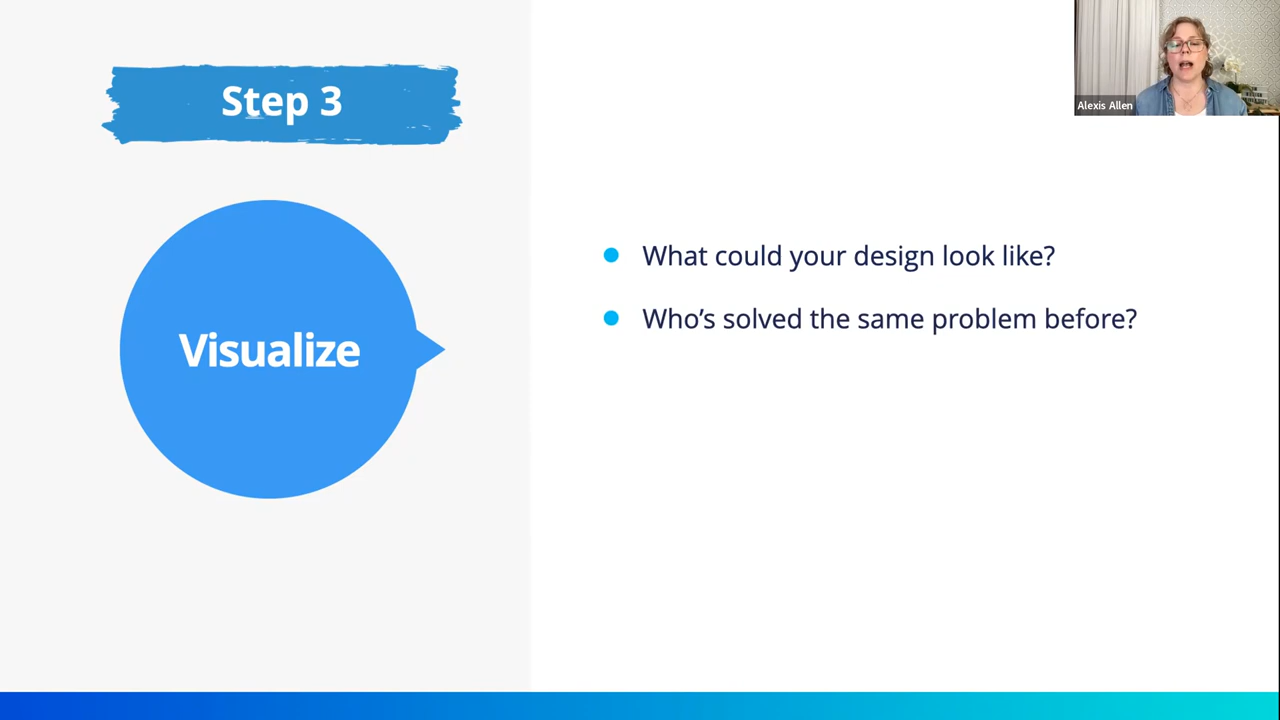 Step 3
Visualize
What could your design look like?
Who's solved the same problem before?
Alexis Allen